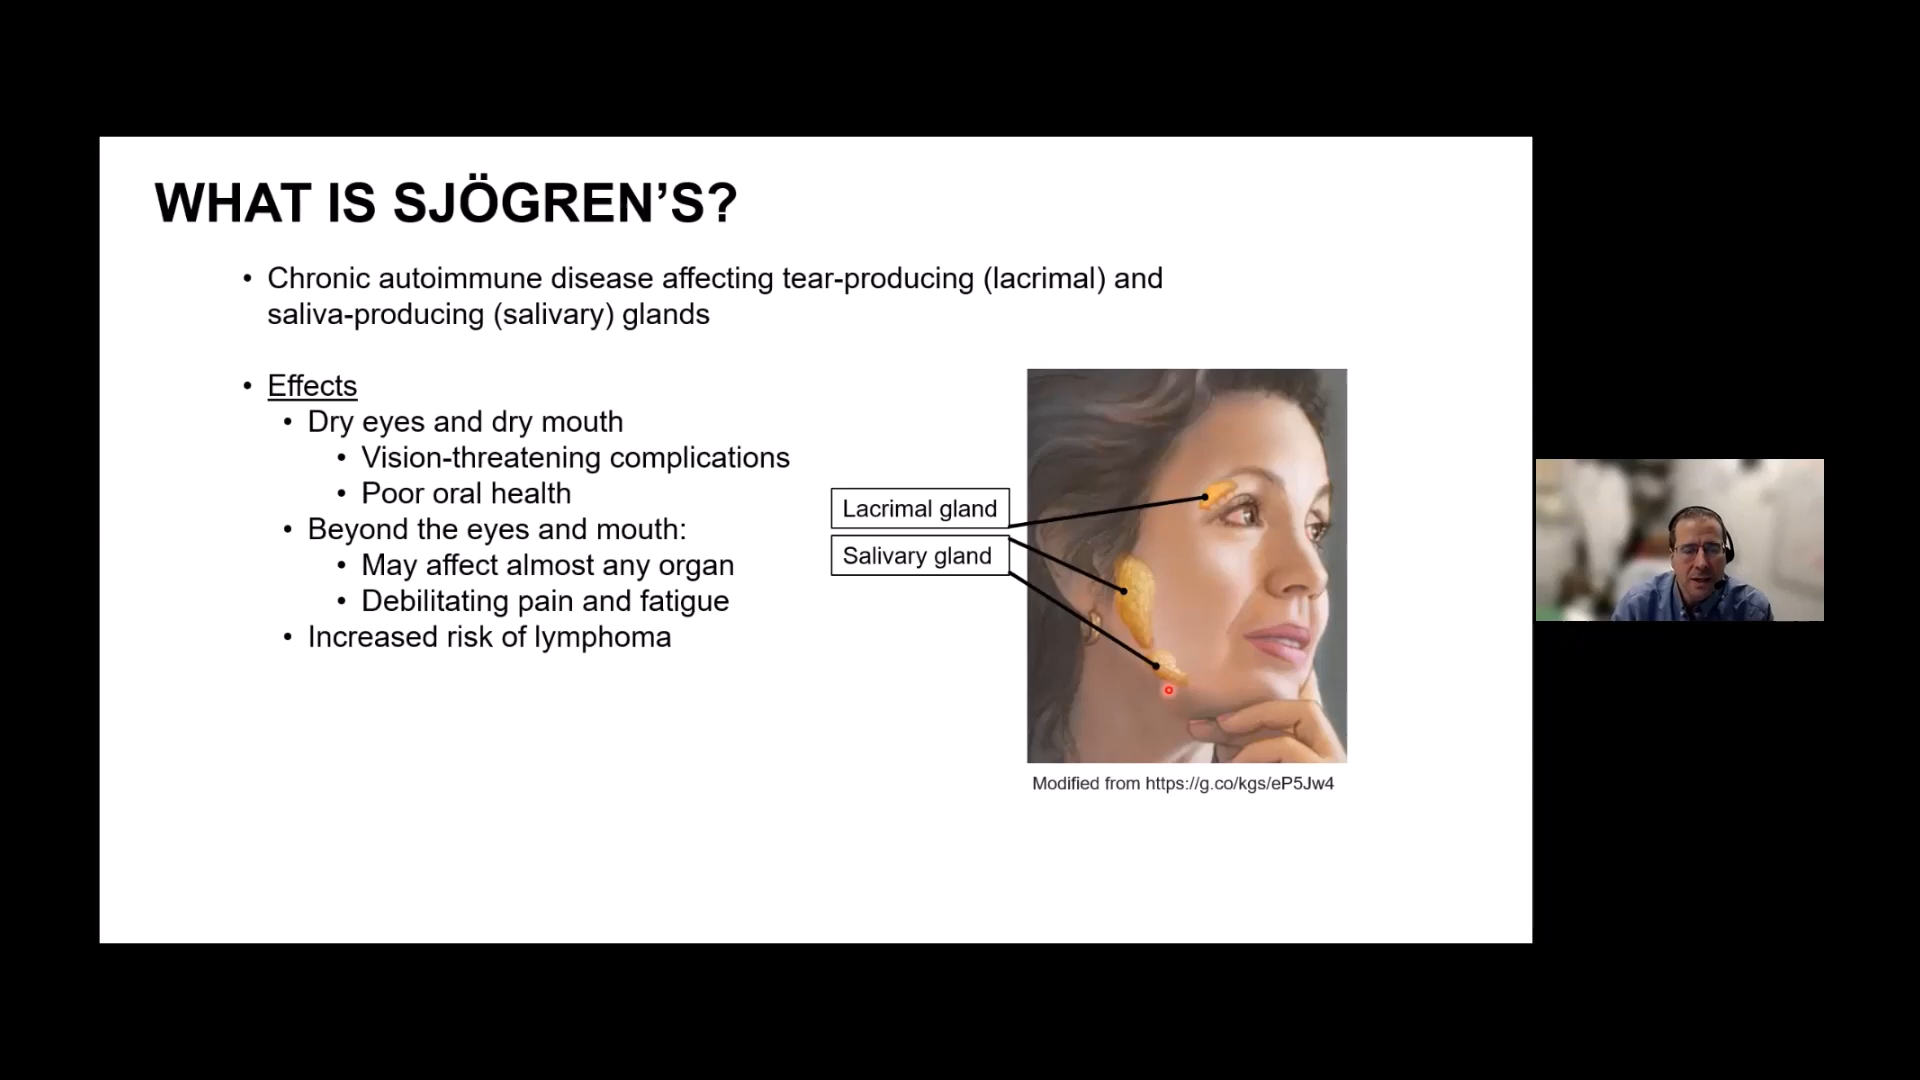 WHAT IS SJÖGREN’S?
• Chronic autoimmune disease affecting tear-producing (lacrimal) and
saliva-producing (salivary) glands
• Effects
• Dry eyes and dry mouth
• Vision-threatening complications
• Poor oral health
• Beyond the eyes and mouth:
• May affect almost any organ
• Debilitating pain and fatigue
• Increased risk of lymphoma
Lacrimal gland
Salivary gland
Modified from https://g.co/kgs/eP5Jw4